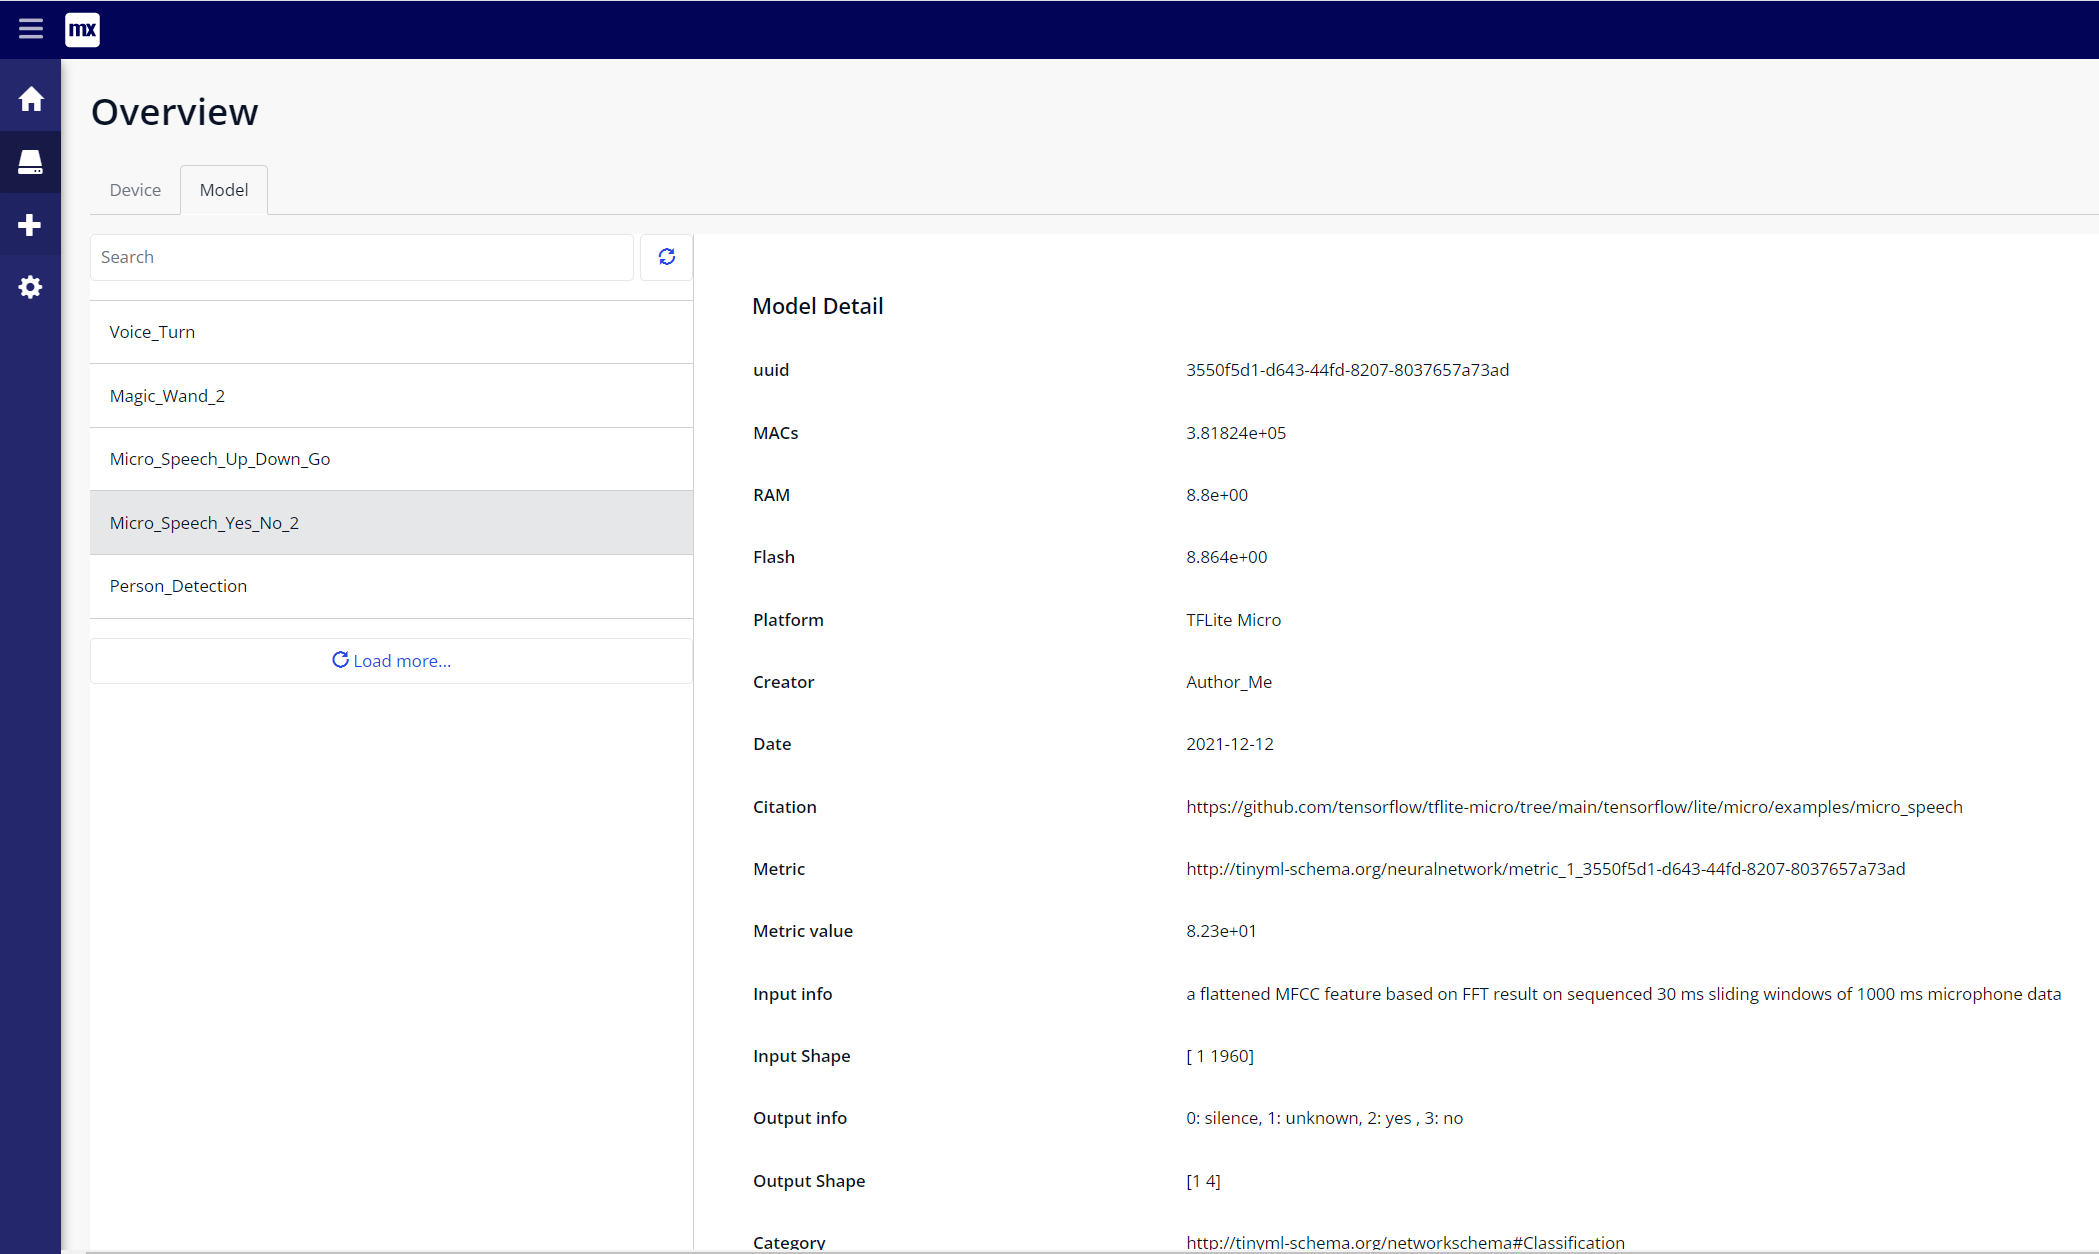 mx
Overview
Device Model
Search
Voice_Turn
Magic_Wand_2
Micro_Speech_Up_Down_Go
Micro_Speech_Yes_No_2
Person_Detection
Load more...
Model Detail
uuid 3550f5d1-d643-44fd-8207-8037657a73ad
MACs 3.81824e+05
RAM 8.8e+00
Flash 8.864e+00
Platform TFLite Micro
Creator Author_Me
Date 2021-12-12
Citation https://github.com/tensorflow/tflite-micro/tree/main/tensorflow/lite/micro/examples/micro_speech
Metric http://tinyml-schema.org/neuralnetwork/metric_1_3550f5d1-d643-44fd-8207-8037657a73ad
Metric value 8.23e+01
Input info a flattened MFCC feature based on FFT result on sequenced 30 ms sliding windows of 1000 ms microphone data
Input Shape [ 1 1960]
Output info 0: silence, 1: unknown, 2: yes , 3: no
Output Shape [1 4]
Category http://tinyml-schema.org/networkschema#Classification